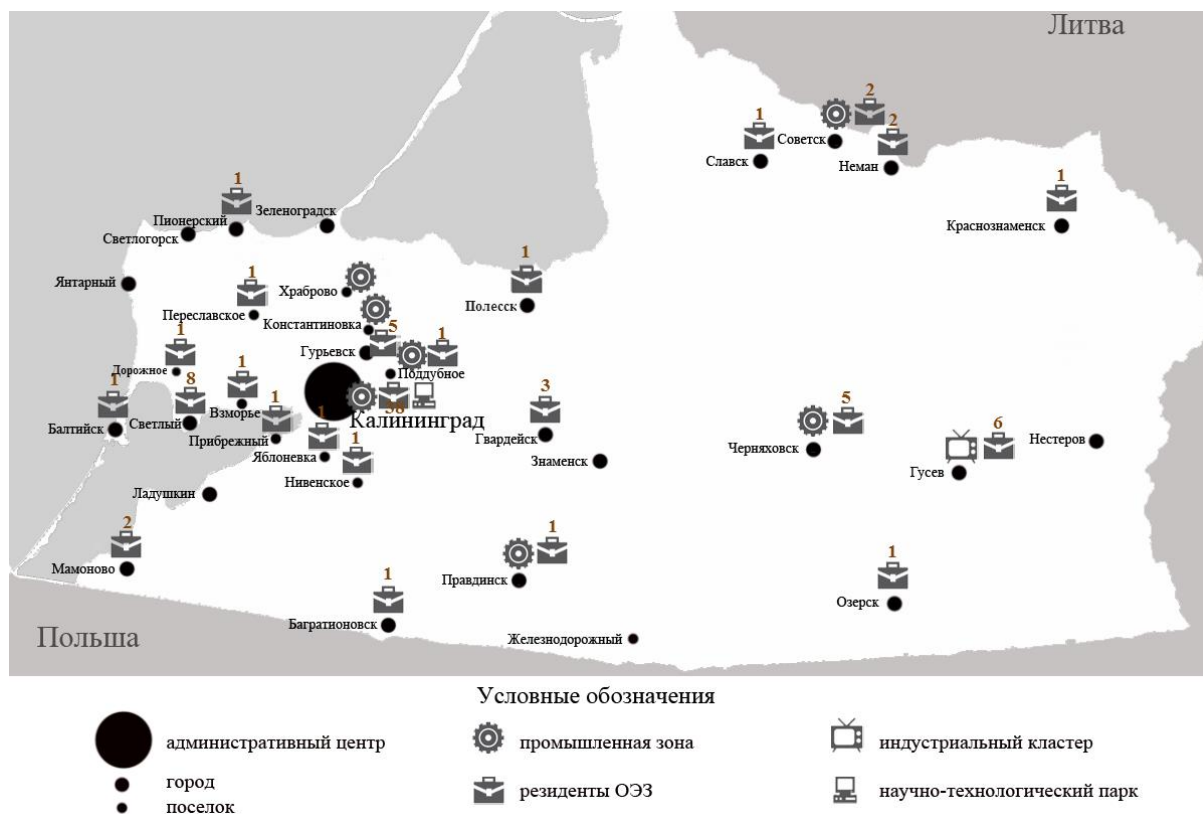 Литва
2
1
Советск
2
Славск
Неман
1
Краснознаменск
1
Пионерский
Зеленоградск
Светлогорск
1
Полесск
Янтарный
1
Переславское
Храброво
Константиновка
5
Гурьевск
1
Поддубное
1
Дорожное
1
Взморье
8
Светлый
1
Балтийск
38
Калининград
1
Прибрежный
1
Яблоневка
1
Нивенское
3
Гвардейск
Знаменск
5
Черняховск
6
Гусев
Нестеров
Ладушкин
2
Мамоново
1
Правдинск
1
Озерск
1
Багратионовск
Железнодорожный
Польша
Условные обозначения
административный центр
город
поселок
промышленная зона
резиденты ОЭЗ
индустриальный кластер
научно-технологический парк